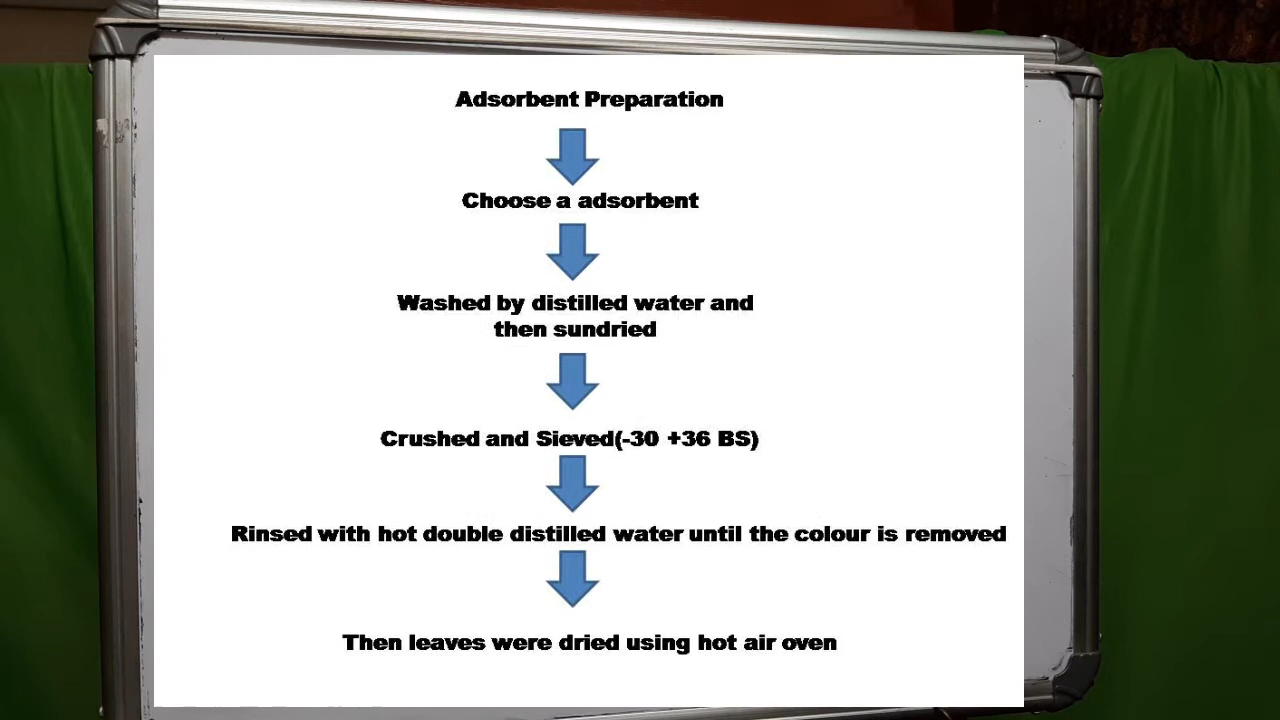 Adsorbent Preparation
Choose a adsorbent
Washed by distilled water and
then sundried
Crushed and Sieved(-30 +36 BS)
Rinsed with hot double distilled water until the colour is removed
Then leaves were dried using hot air oven